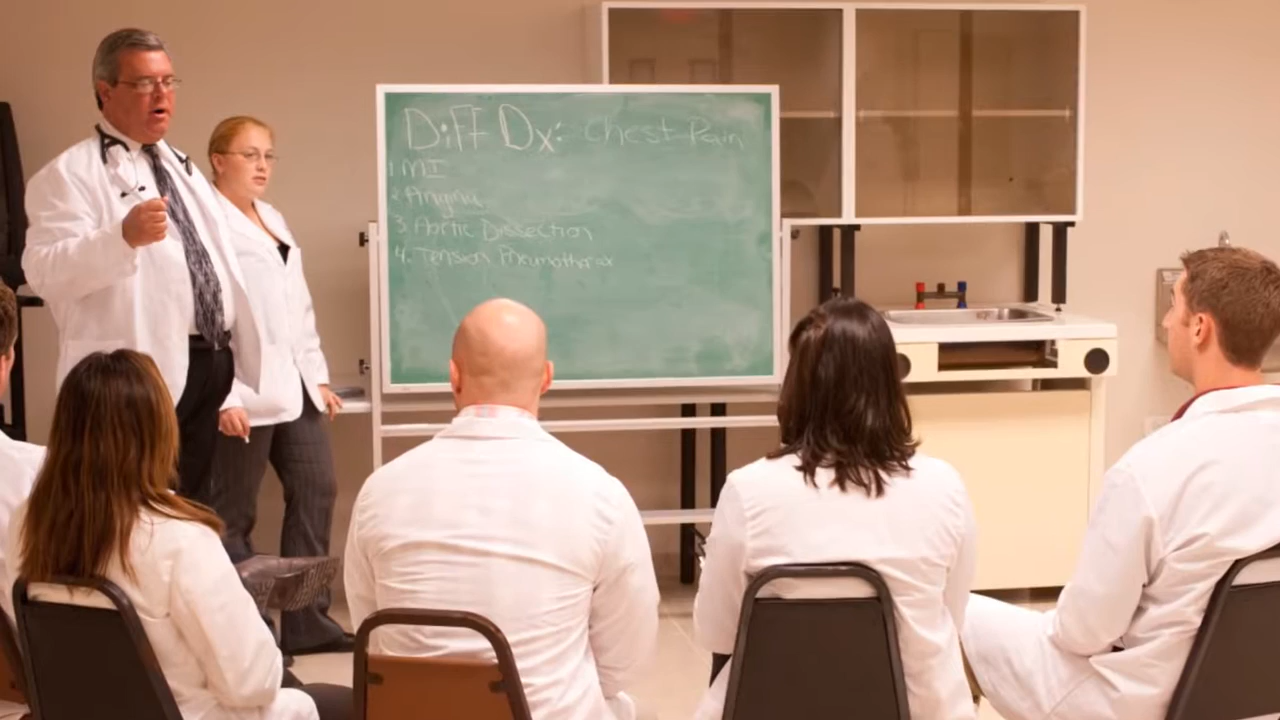 Diff Dx: Chest Pain
1. MI
2. Angina
3. Aortic Dissection
4. Tension Pneumothorax